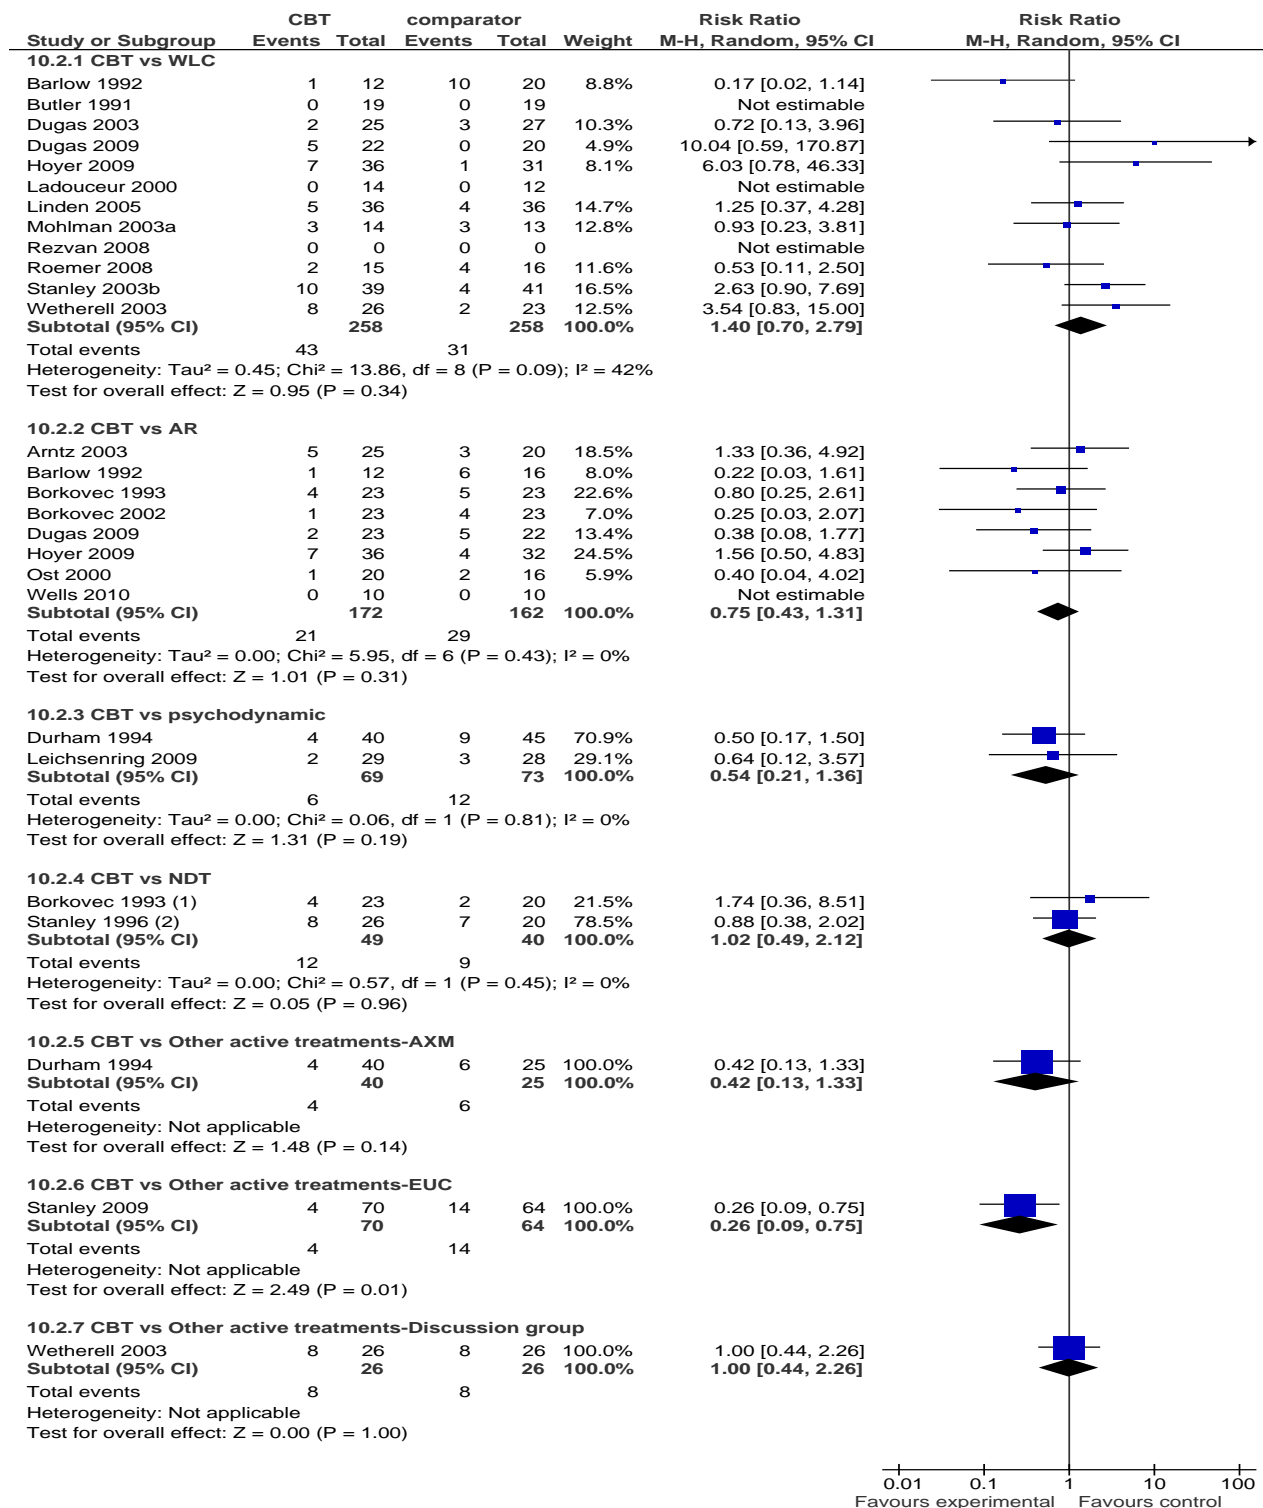 CBT comparator Risk Ratio Risk Ratio
Study or Subgroup Events Total Events Total Weight M-H, Random, 95% CI M-H, Random, 95% CI
10.2.1 CBT vs WLC
Barlow 1992 1 12 10 20 8.8% 0.17 [0.02, 1.14]
Butler 1991 0 19 0 19 Not estimable
Dugas 2003 2 25 3 27 10.3% 0.72 [0.13, 3.96]
Dugas 2009 5 22 0 20 4.9% 10.04 [0.59, 170.87]
Hoyer 2009 7 36 1 31 8.1% 6.03 [0.78, 46.33]
Ladouceur 2000 0 14 0 12 Not estimable
Linden 2005 5 36 4 36 14.7% 1.25 [0.37, 4.28]
Mohlman 2003a 3 14 3 13 12.8% 0.93 [0.23, 3.81]
Rezvan 2008 0 0 0 0 Not estimable
Roemer 2008 2 15 4 16 11.6% 0.53 [0.11, 2.50]
Stanley 2003b 10 39 4 41 16.5% 2.63 [0.90, 7.69]
Wetherell 2003 8 26 2 23 12.5% 3.54 [0.83, 15.00]
Subtotal (95% CI) 258 258 100.0% 1.40 [0.70, 2.79]
Total events 43 31
Heterogeneity: Tau² = 0.45; Chi² = 13.86, df = 8 (P = 0.09); I² = 42%
Test for overall effect: Z = 0.95 (P = 0.34)
10.2.2 CBT vs AR
Arntz 2003 5 25 3 20 18.5% 1.33 [0.36, 4.92]
Barlow 1992 1 12 6 16 8.0% 0.22 [0.03, 1.61]
Borkovec 1993 4 23 5 23 22.6% 0.80 [0.25, 2.61]
Borkovec 2002 1 23 4 23 7.0% 0.25 [0.03, 2.07]
Dugas 2009 2 23 5 22 13.4% 0.38 [0.08, 1.77]
Hoyer 2009 7 36 4 32 24.5% 1.56 [0.50, 4.83]
Ost 2000 1 20 2 16 5.9% 0.40 [0.04, 4.02]
Wells 2010 0 10 0 10 Not estimable
Subtotal (95% CI) 172 162 100.0% 0.75 [0.43, 1.31]
Total events 21 29
Heterogeneity: Tau² = 0.00; Chi² = 5.95, df = 6 (P = 0.43); I² = 0%
Test for overall effect: Z = 1.01 (P = 0.31)
10.2.3 CBT vs psychodynamic
Durham 1994 4 40 9 45 70.9% 0.50 [0.17, 1.50]
Leichsenring 2009 2 29 3 28 29.1% 0.64 [0.12, 3.57]
Subtotal (95% CI) 69 73 100.0% 0.54 [0.21, 1.36]
Total events 6 12
Heterogeneity: Tau² = 0.00; Chi² = 0.06, df = 1 (P = 0.81); I² = 0%
Test for overall effect: Z = 1.31 (P = 0.19)
10.2.4 CBT vs NDT
Borkovec 1993 (1) 4 23 2 20 21.5% 1.74 [0.36, 8.51]
Stanley 1996 (2) 8 26 7 20 78.5% 0.88 [0.38, 2.02]
Subtotal (95% CI) 49 40 100.0% 1.02 [0.49, 2.12]
Total events 12 9
Heterogeneity: Tau² = 0.00; Chi² = 0.57, df = 1 (P = 0.45); I² = 0%
Test for overall effect: Z = 0.05 (P = 0.96)
10.2.5 CBT vs Other active treatments-AXM
Durham 1994 4 40 6 25 100.0% 0.42 [0.13, 1.33]
Subtotal (95% CI) 40 25 100.0% 0.42 [0.13, 1.33]
Total events 4 6
Heterogeneity: Not applicable
Test for overall effect: Z = 1.48 (P = 0.14)
10.2.6 CBT vs Other active treatments-EUC
Stanley 2009 4 70 14 64 100.0% 0.26 [0.09, 0.75]
Subtotal (95% CI) 70 64 100.0% 0.26 [0.09, 0.75]
Total events 4 14
Heterogeneity: Not applicable
Test for overall effect: Z = 2.49 (P = 0.01)
10.2.7 CBT vs Other active treatments-Discussion group
Wetherell 2003 8 26 8 26 100.0% 1.00 [0.44, 2.26]
Subtotal (95% CI) 26 26 100.0% 1.00 [0.44, 2.26]
Total events 8 8
Heterogeneity: Not applicable
Test for overall effect: Z = 0.00 (P = 1.00)
0.01 0.1 1 10 100
Favours experimental Favours control